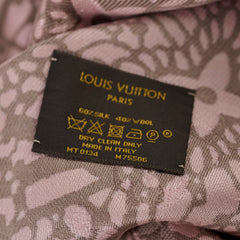 LOUIS VUITTON
PARIS
60% SILK 40% WOOL
DRY CLEAN ONLY
MADE IN ITALY
MT 0134 M75506